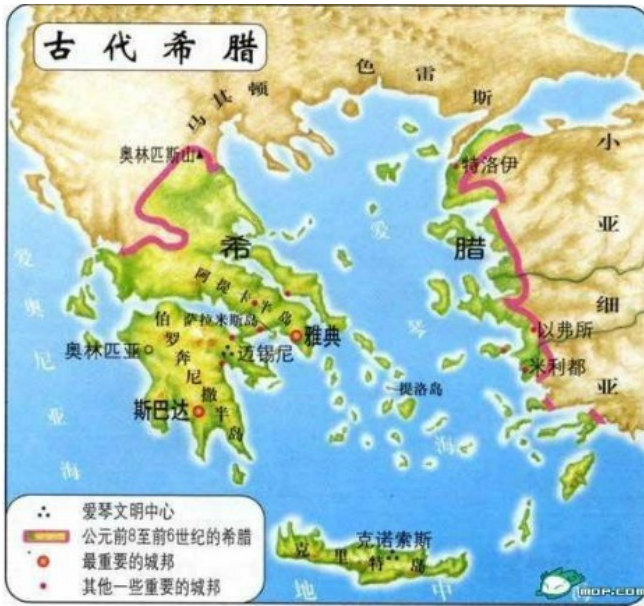 古代希腊
色雷斯
马其顿
小亚细亚
奥林匹斯山
特洛伊
爱琴海
希腊
爱奥尼亚海
阿提卡半岛
萨拉米斯岛
雅典
伯罗奔尼撒半岛
迈锡尼
奥林匹亚
以弗所
米利都
提洛岛
斯巴达
克诺索斯
克里特岛
地中海
爱琴文明中心
公元前8至前6世纪的希腊
最重要的城邦
其他一些重要的城邦
MOP.COM